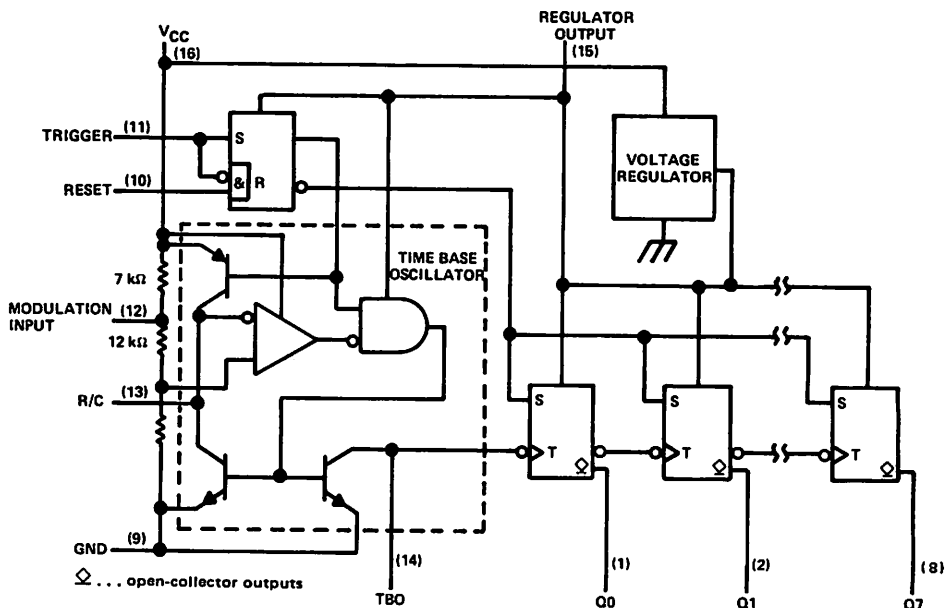 VCC
(16)
REGULATOR
OUTPUT
(15)
TRIGGER (11)
S
& R
RESET (10)
VOLTAGE
REGULATOR
TIME BASE
OSCILLATOR
7 kΩ
MODULATION (12)
INPUT
12 kΩ
R/C (13)
S
T
S
T
S
T
GND (9)
(14)
(1)
(2)
(8)
... open-collector outputs
TBO
Q0
Q1
Q7